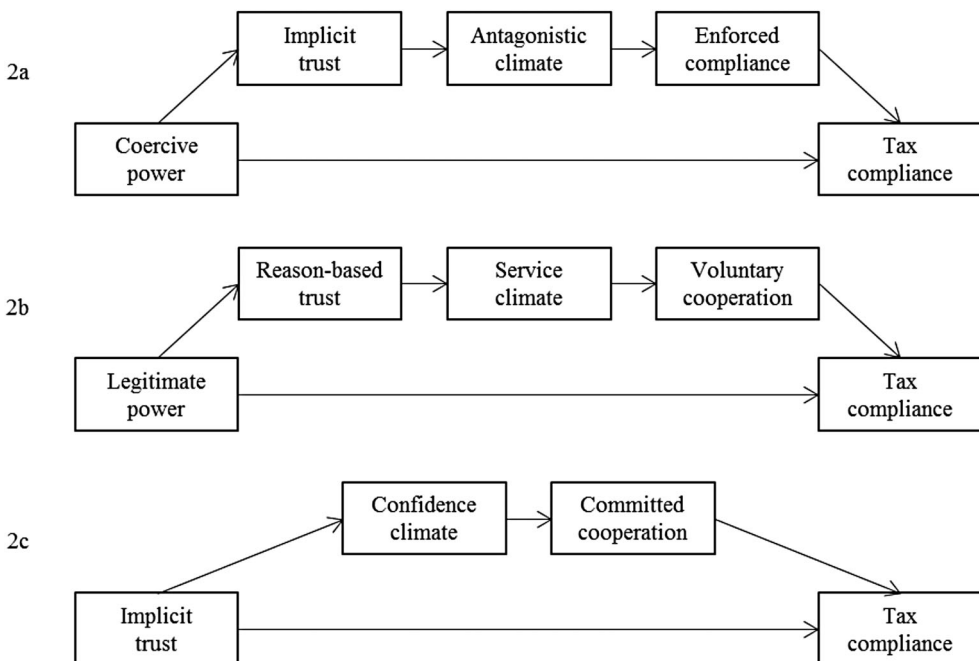 2a
Implicit
trust
Antagonistic
climate
Enforced
compliance
Coercive
power
Tax
compliance
2b
Reason-based
trust
Service
climate
Voluntary
cooperation
Legitimate
power
Tax
compliance
2c
Confidence
climate
Committed
cooperation
Implicit
trust
Tax
compliance